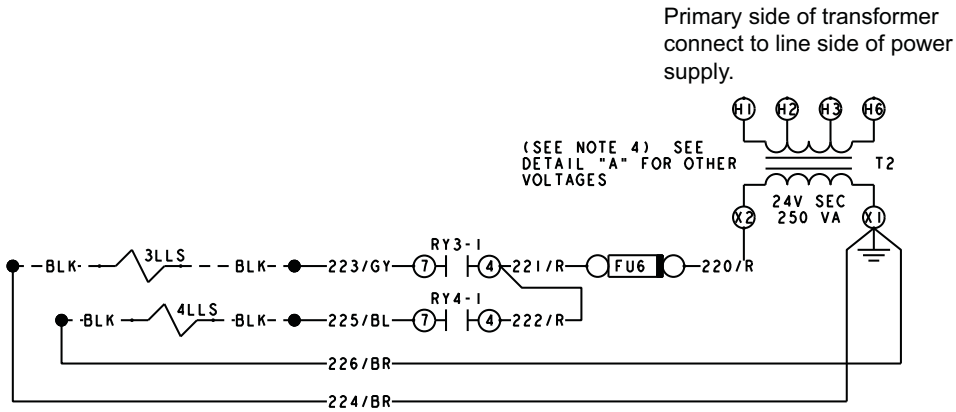 Primary side of transformer
connect to line side of power
supply.
H1 H2 H3 H6
(SEE NOTE 4) SEE
DETAIL "A" FOR OTHER
VOLTAGES
T2
24V SEC
250 VA
X2 X1
RY3-1
BLK 3LLS BLK 223/GY 7 4 221/R FU6 220/R
RY4-1
BLK 4LLS BLK 225/BL 7 4 222/R
226/BR
224/BR